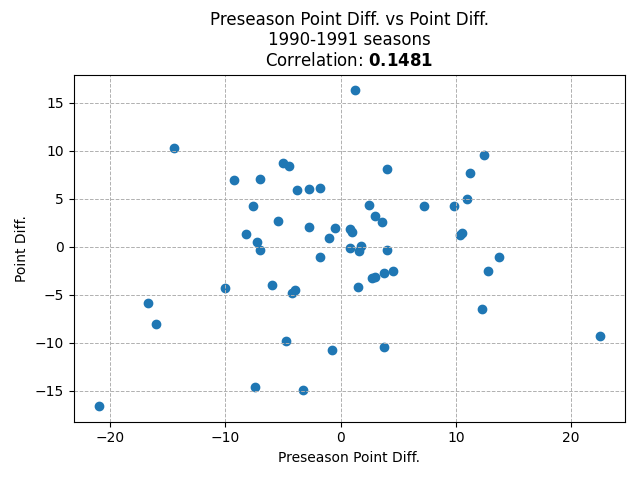 Preseason Point Diff. vs Point Diff.
1990-1991 seasons
Correlation: 0.1481
15
10
5
0
−5
−10
−15
Point Diff.
−20
−10
0
10
20
Preseason Point Diff.